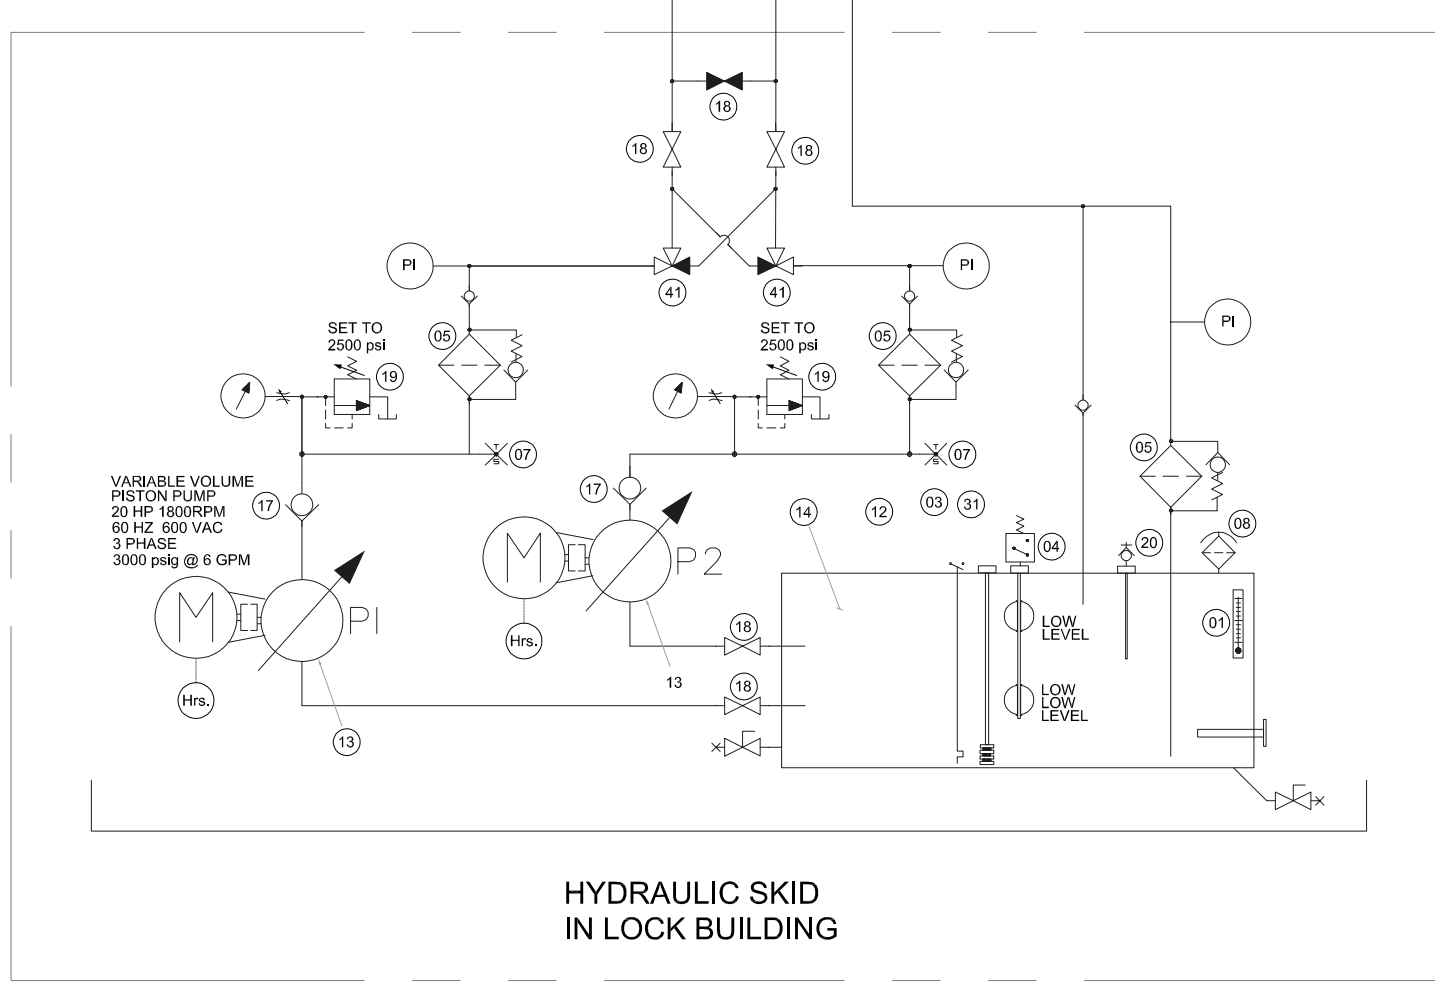 18
18
18
PI
PI
41
41
SET TO
2500 psi
05
19
SET TO
2500 psi
05
19
PI
T
S
07
T
S
07
05
VARIABLE VOLUME
PISTON PUMP
20 HP 1800RPM
60 HZ 600 VAC
3 PHASE
3000 psig @ 6 GPM
17
17
14
12
03
31
04
20
08
M
P2
M
P1
Hrs.
Hrs.
18
13
18
13
LOW
LEVEL
LOW
LOW
LEVEL
01
HYDRAULIC SKID
IN LOCK BUILDING